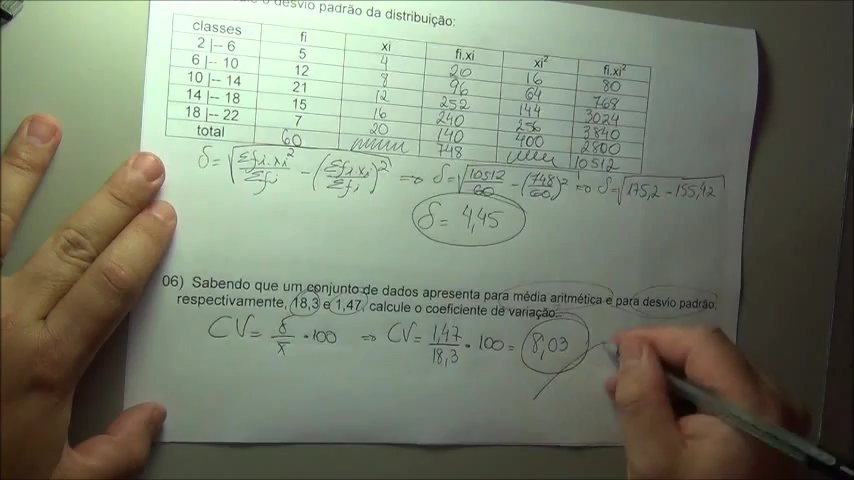 o desvio padrão da distribuição:
classes fi xi fi.xi xi² fi.xi²
2 |-- 6 5 4 20 16 80
6 |-- 10 12 8 96 64 768
10 |-- 14 21 12 252 144 3024
14 |-- 18 15 16 240 256 3840
18 |-- 22 7 20 140 400 2800
total 60 748 10512
δ = √(Σfi.xi²/Σfi - (Σfi.xi/Σfi)²) => δ = √(10512/60 - (748/60)²) => δ = √(175,2 - 155,42)
δ = 4,45
06) Sabendo que um conjunto de dados apresenta para média aritmética e para desvio padrão,
respectivamente, 18,3 e 1,47, calcule o coeficiente de variação.
CV = δ/x̄ • 100 => CV = 1,47/18,3 • 100 = 8,03